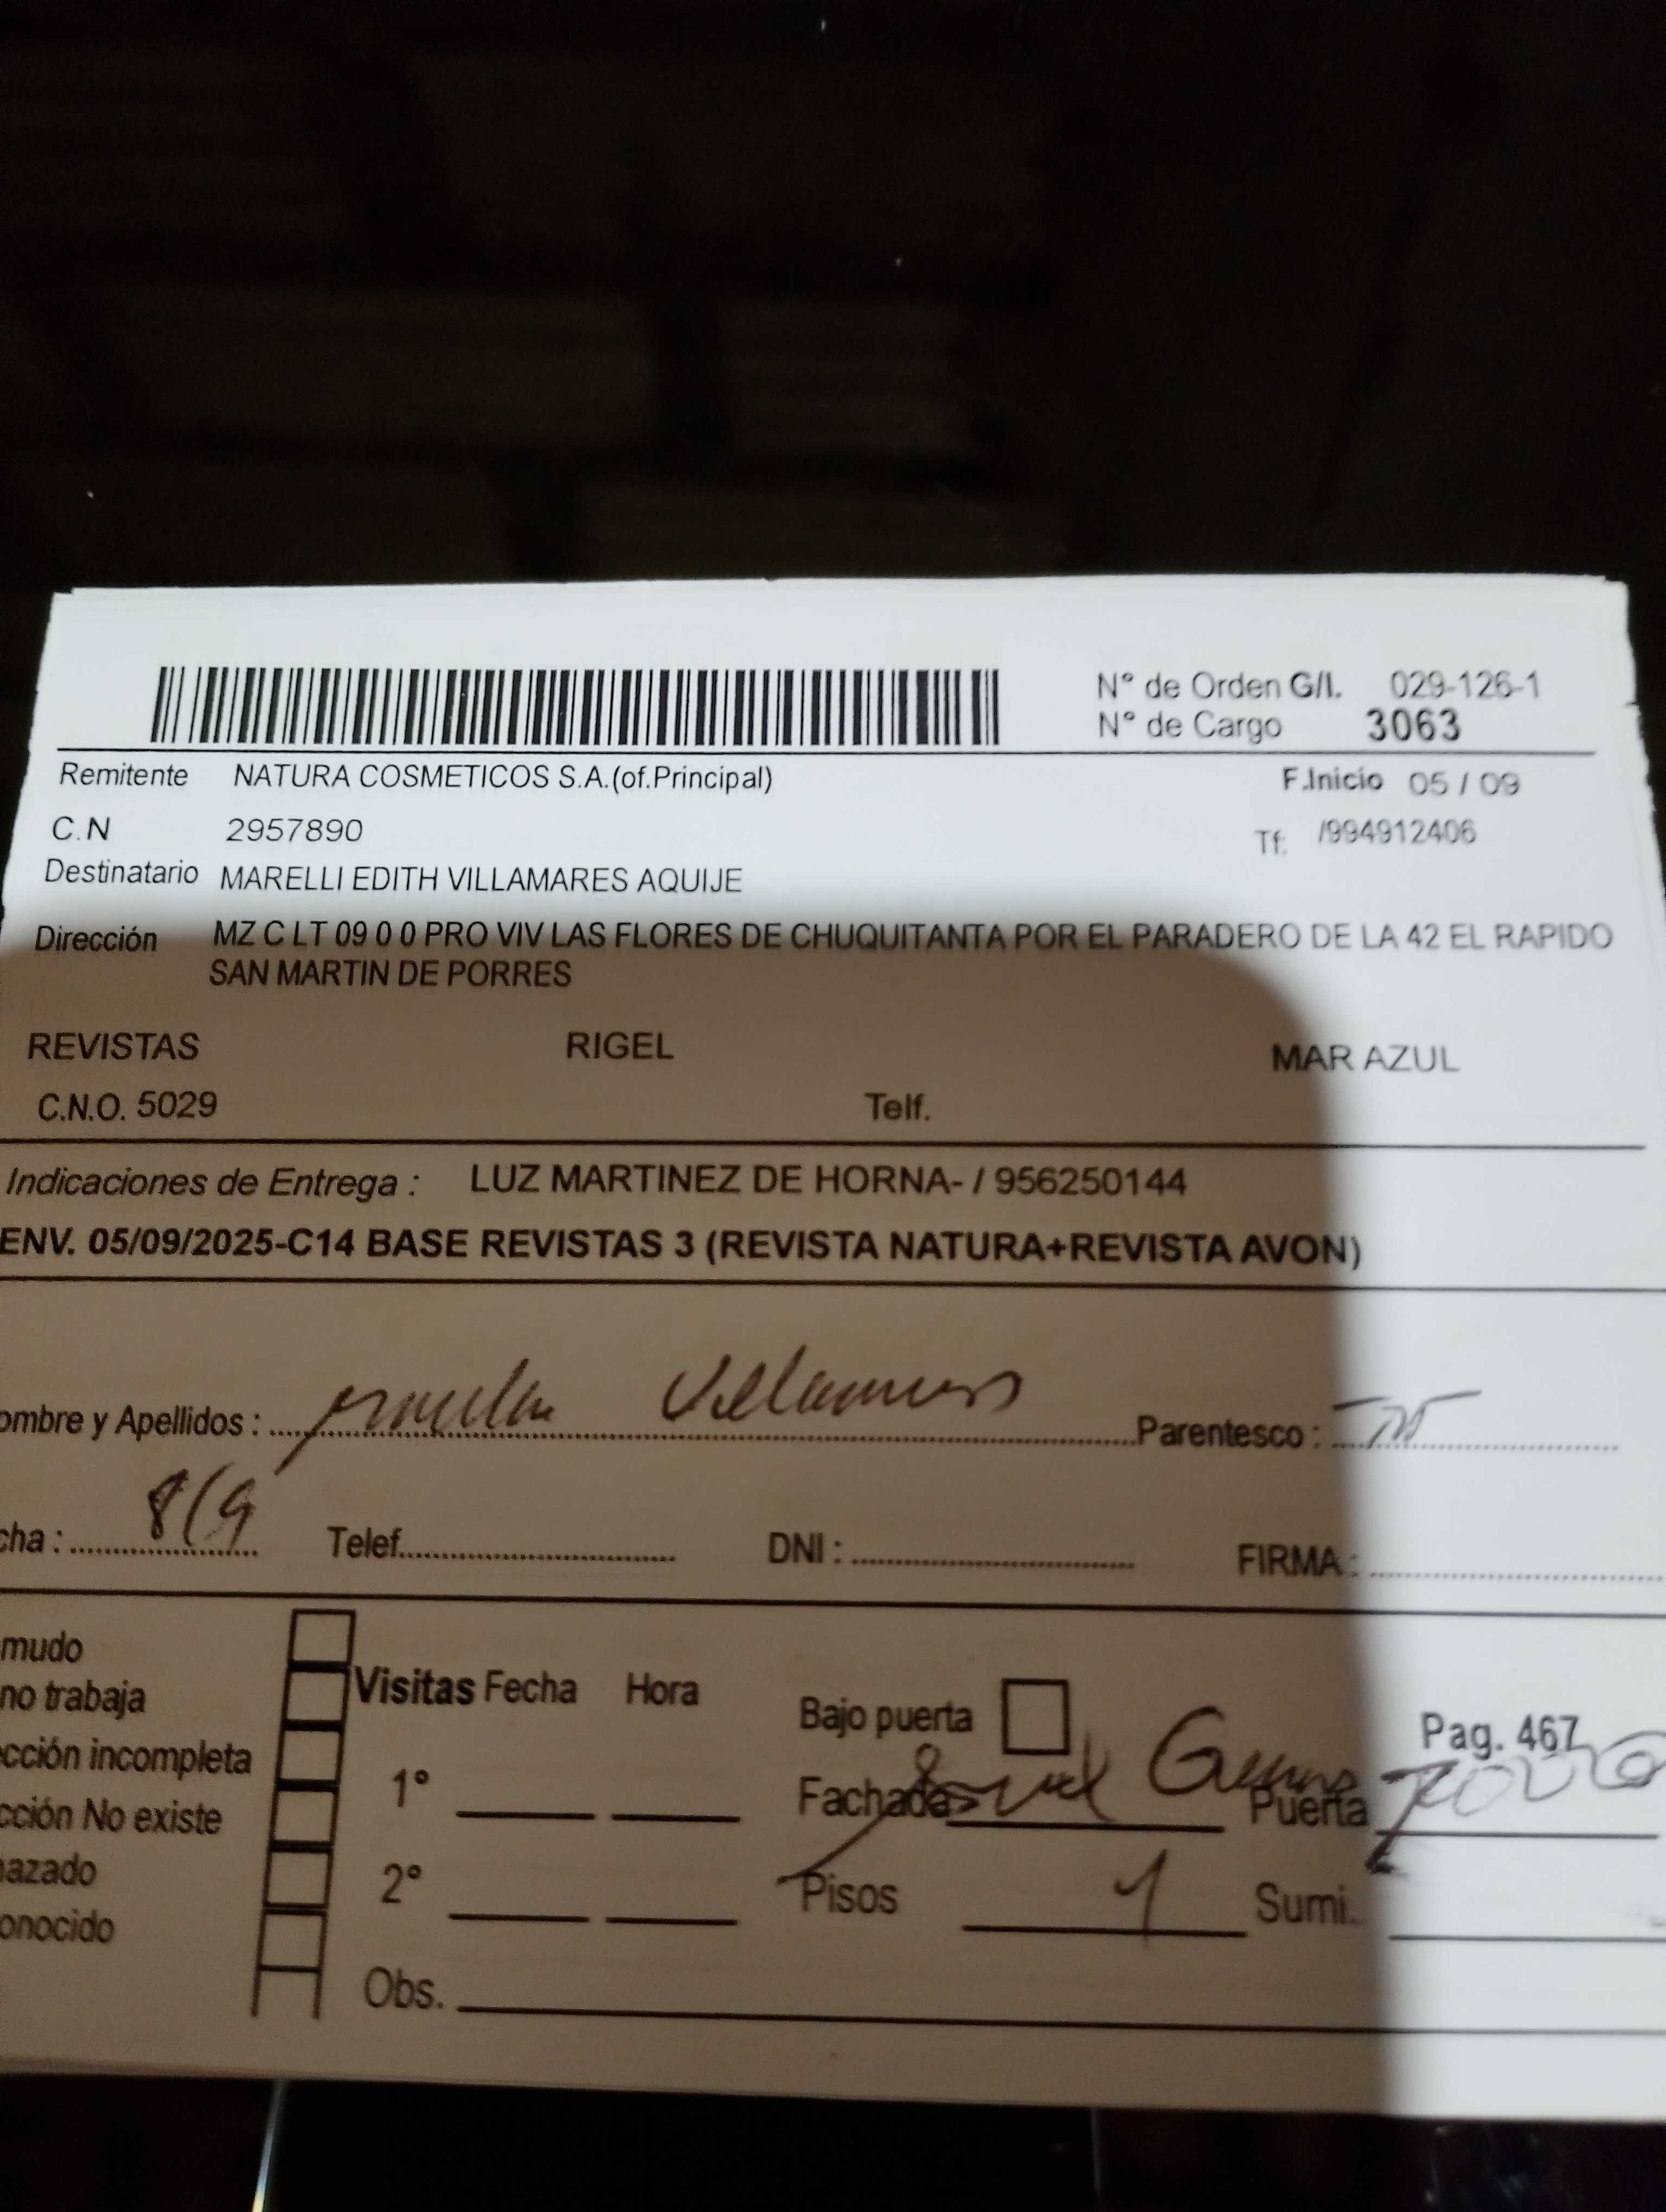 N° de Orden G/I. 029-126-1
N° de Cargo 3063
Remitente NATURA COSMETICOS S.A.(of.Principal) F.Inicio 05 / 09
C.N 2957890 Tf: /994912406
Destinatario MARELLI EDITH VILLAMARES AQUIJE
Dirección MZ C LT 09 0 0 PRO VIV LAS FLORES DE CHUQUITANTA POR EL PARADERO DE LA 42 EL RAPIDO
SAN MARTIN DE PORRES
REVISTAS RIGEL MAR AZUL
C.N.O. 5029 Telf.
Indicaciones de Entrega : LUZ MARTINEZ DE HORNA- / 956250144
ENV. 05/09/2025-C14 BASE REVISTAS 3 (REVISTA NATURA+REVISTA AVON)
ombre y Apellidos : Parentesco :
cha : 8/9 Telef. DNI : FIRMA :
mudo
no trabaja Visitas Fecha Hora Bajo puerta Pag. 467
cción incompleta
cción No existe 1° Fachada Puerta
azado 2° Pisos 1 Sumi.
onocido
Obs.